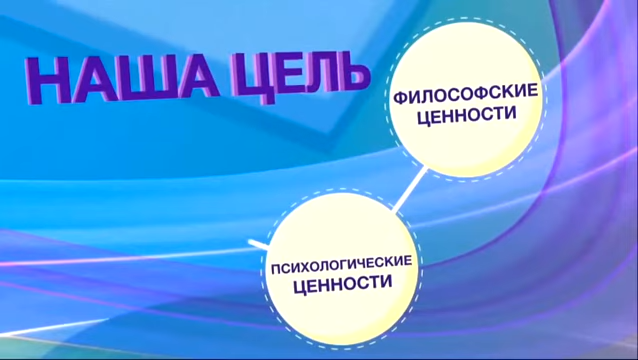 НАША ЦЕЛЬ
ФИЛОСОФСКИЕ
ЦЕННОСТИ
ПСИХОЛОГИЧЕСКИЕ
ЦЕННОСТИ